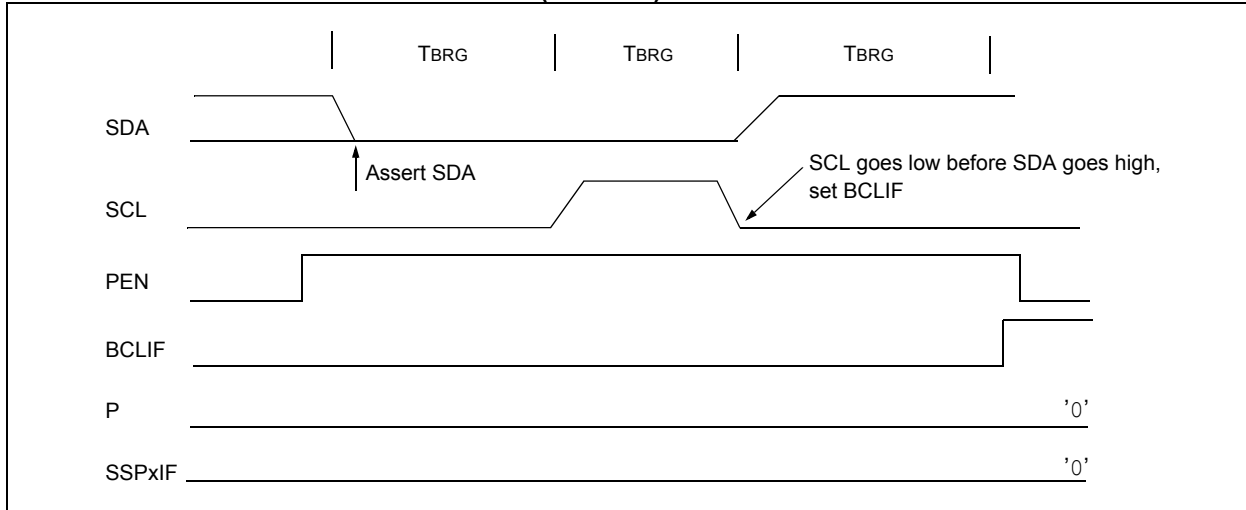 TBRG TBRG TBRG
SDA
Assert SDA
SCL goes low before SDA goes high,
set BCLIF
SCL
PEN
BCLIF
P
'0'
SSPxIF
'0'